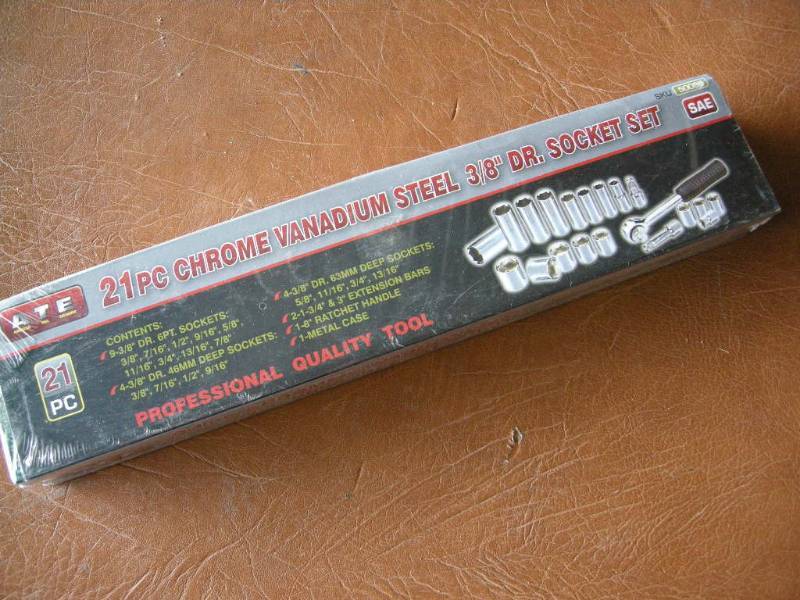 SKU
SAE
21PC CHROME VANADIUM STEEL 3/8" DR. SOCKET SET
ATE
21
PC
CONTENTS:
9-3/8" DR. 6PT. SOCKETS:
3/8", 7/16", 1/2", 9/16", 5/8",
11/16", 3/4", 13/16", 7/8"
4-3/8" DR. 46MM DEEP SOCKETS:
3/8", 7/16", 1/2", 9/16"
4-3/8" DR. 63MM DEEP SOCKETS:
5/8", 11/16", 3/4", 13/16"
2-1-3/4" & 3" EXTENSION BARS
1-8" RATCHET HANDLE
1-METAL CASE
PROFESSIONAL QUALITY TOOL